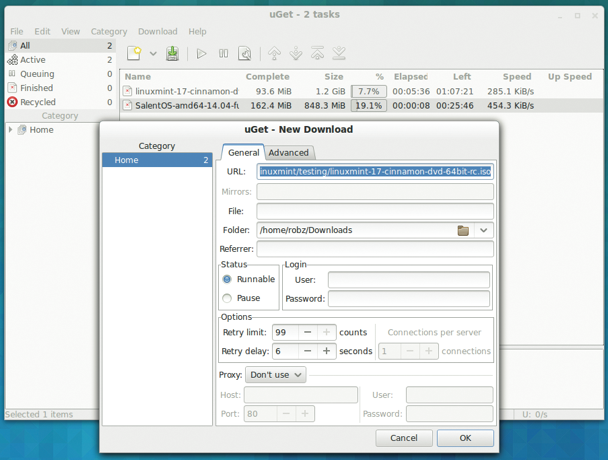 uGet - 2 tasks
File Edit View Category Download Help
All 2
Active 2
Queuing 0
Finished 0
Recycled 0
Category
Home
Name Complete Size % Elapsed Left Speed Up Speed
linuxmint-17-cinnamon-d 93.6 MiB 1.2 GiB 7.7% 00:05:36 01:07:21 285.1 KiB/s
SalentOS-amd64-14.04-fu 162.4 MiB 848.3 MiB 19.1% 00:00:08 00:25:46 454.3 KiB/s
uGet - New Download
Category
Home 2
General Advanced
URL: inuxmint/testing/linuxmint-17-cinnamon-dvd-64bit-rc.iso
Mirrors:
File:
Folder: /home/robz/Downloads
Referrer:
Status
Runnable
Pause
Login
User:
Password:
Options
Retry limit: 99 counts
Retry delay: 6 seconds
Connections per server
1 connections
Proxy: Don't use
Host:
Port: 80
User:
Password:
Cancel OK
Selected 1 items
U: 0/s